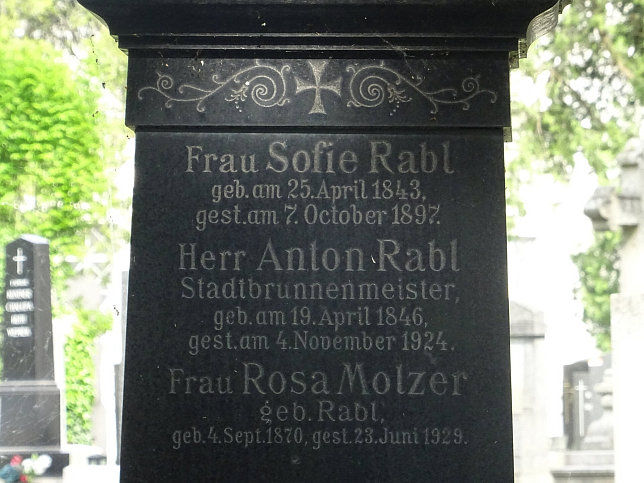 Frau Sofie Rabl
geb. am 25. April 1843,
gest. am 7. October 1897.
Herr Anton Rabl
Stadtbrunnenmeister,
geb. am 19. April 1846,
gest. am 4. November 1924.
Frau Rosa Molzer
geb. Rabl,
geb. 4. Sept. 1870, gest. 23. Juni 1929.